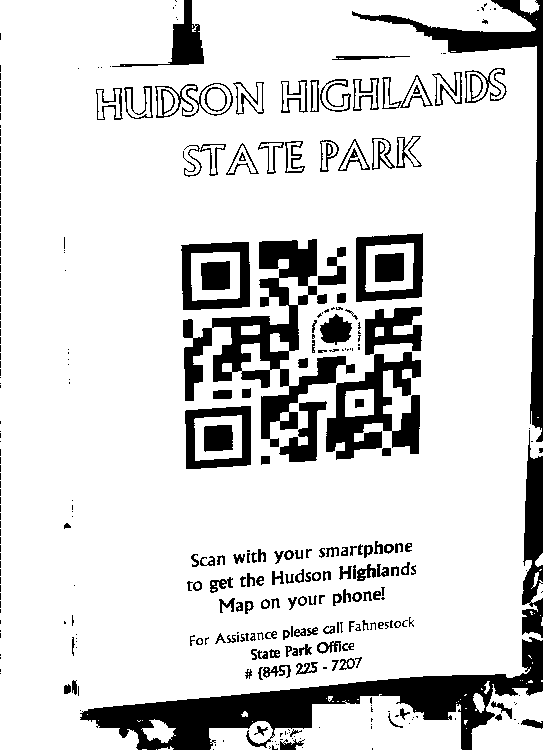 HUDSON HIGHLANDS
STATE PARK
Scan with your smartphone
to get the Hudson Highlands
Map on your phone!
For Assistance please call Fahnestock
State Park Office
# (845) 225 - 7207